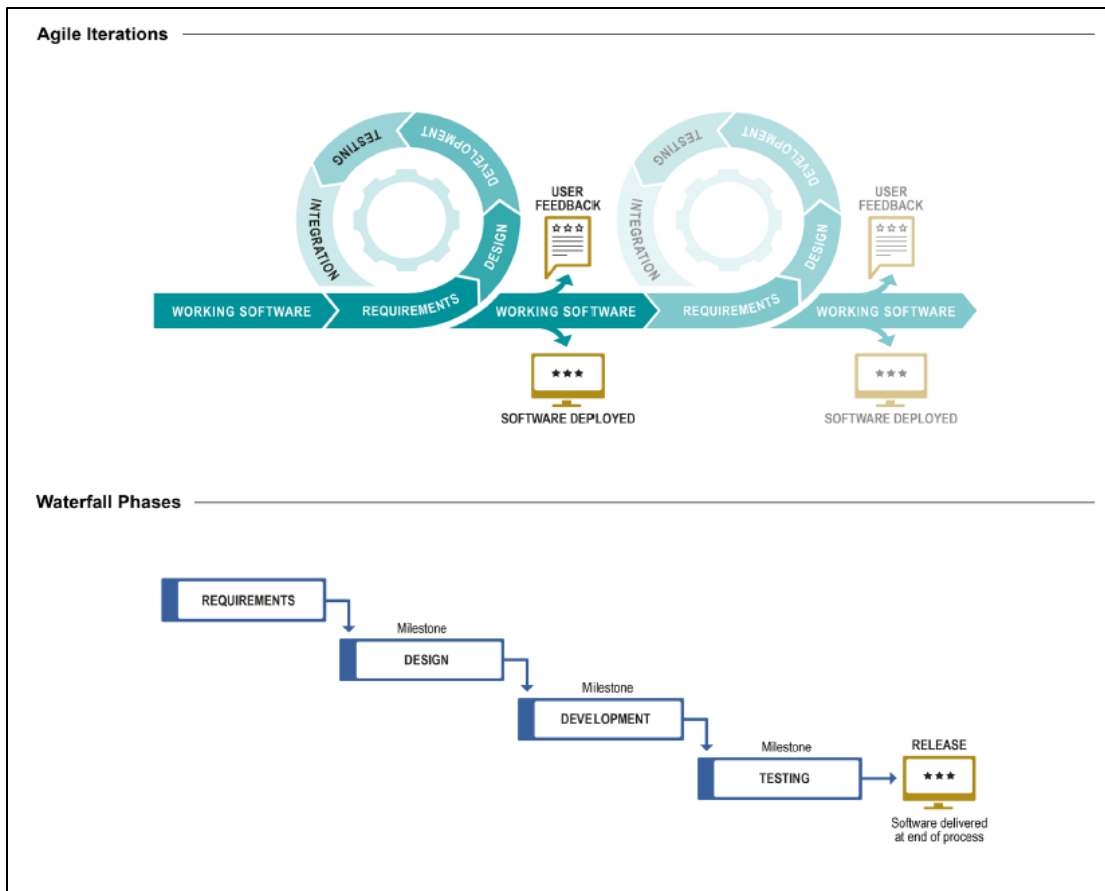 Agile Iterations
TESTING
DEVELOPMENT
INTEGRATION
DESIGN
USER
FEEDBACK
WORKING SOFTWARE
REQUIREMENTS
WORKING SOFTWARE
SOFTWARE DEPLOYED
TESTING
DEVELOPMENT
INTEGRATION
DESIGN
USER
FEEDBACK
REQUIREMENTS
WORKING SOFTWARE
SOFTWARE DEPLOYED
Waterfall Phases
REQUIREMENTS
Milestone
DESIGN
Milestone
DEVELOPMENT
Milestone
TESTING
RELEASE
Software delivered
at end of process